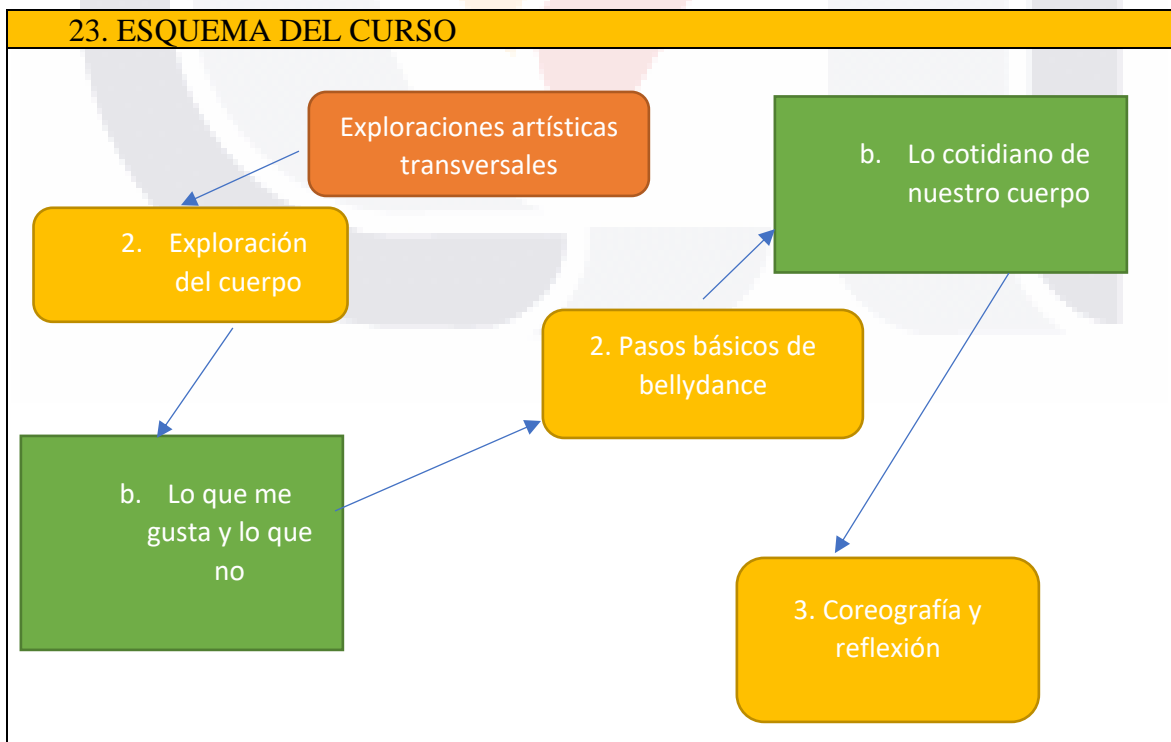 23. ESQUEMA DEL CURSO
Exploraciones artísticas
transversales
2. Exploración
del cuerpo
b. Lo que me
gusta y lo que
no
2. Pasos básicos de
bellydance
b. Lo cotidiano de
nuestro cuerpo
3. Coreografía y
reflexión